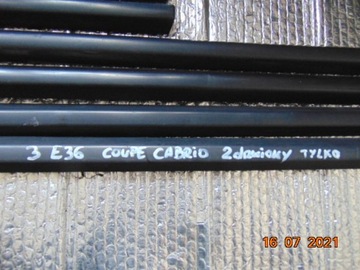 3 E36 COUPE CABRIO 2drzwiowy TYLKO
16 07 2021